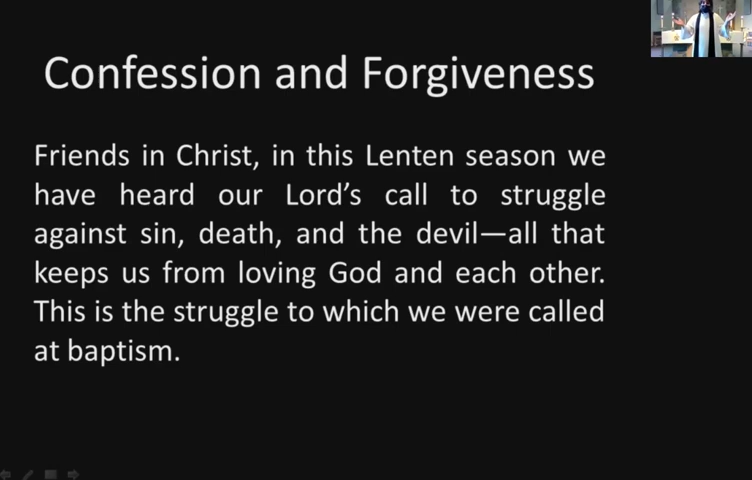 Confession and Forgiveness
Friends in Christ, in this Lenten season we
have heard our Lord’s call to struggle
against sin, death, and the devil—all that
keeps us from loving God and each other.
This is the struggle to which we were called
at baptism.